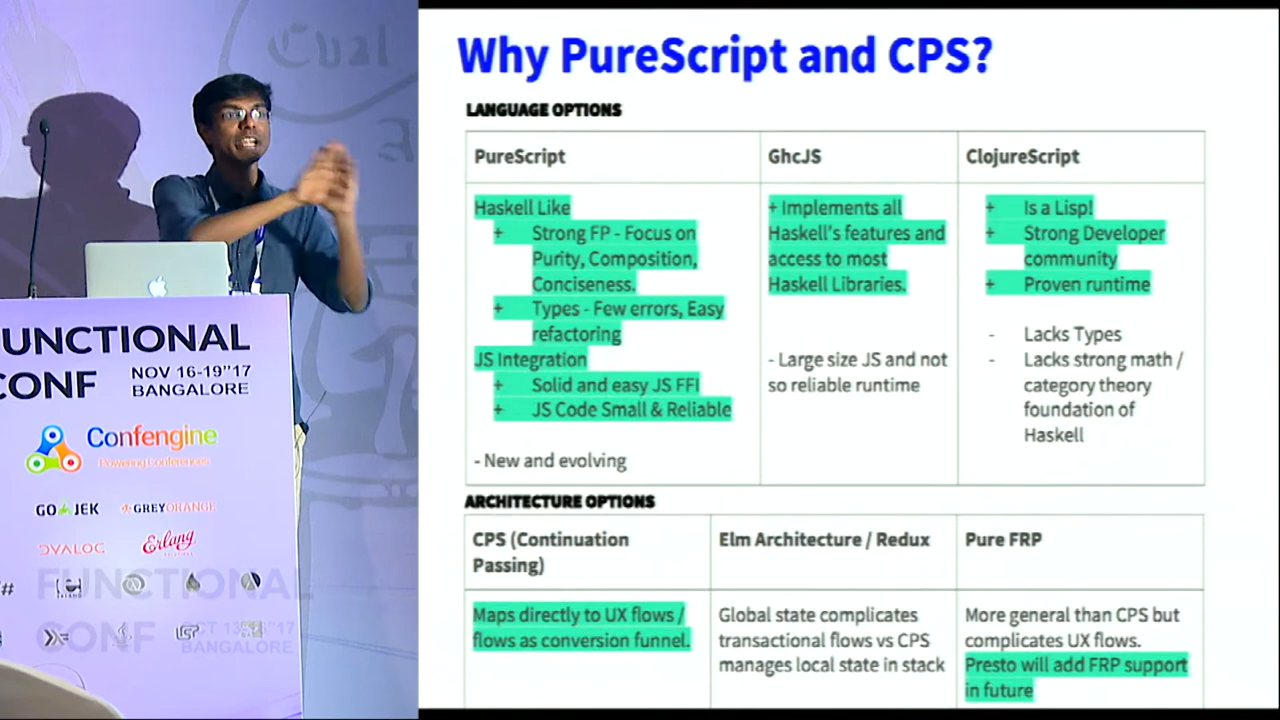 Why PureScript and CPS?
LANGUAGE OPTIONS
PureScript
GhcJS
ClojureScript
Haskell Like
+ Strong FP - Focus on
Purity, Composition,
Conciseness.
+ Types - Few errors, Easy
refactoring
JS Integration
+ Solid and easy JS FFI
+ JS Code Small & Reliable
- New and evolving
+ Implements all
Haskell's features and
access to most
Haskell Libraries.
- Large size JS and not
so reliable runtime
+ Is a Lisp!
+ Strong Developer
community
+ Proven runtime
- Lacks Types
- Lacks strong math /
category theory
foundation of
Haskell
ARCHITECTURE OPTIONS
CPS (Continuation
Passing)
Elm Architecture / Redux
Pure FRP
Maps directly to UX flows /
flows as conversion funnel.
Global state complicates
transactional flows vs CPS
manages local state in stack
More general than CPS but
complicates UX flows.
Presto will add FRP support
in future
UNCTIONAL
CONF
NOV 16-19"17
BANGALORE
Confengine
Powering Conferences
GO JEK
GREYORANGE
DYALOG
Erlang
FUNCTIONAL
CONF
BANGALORE